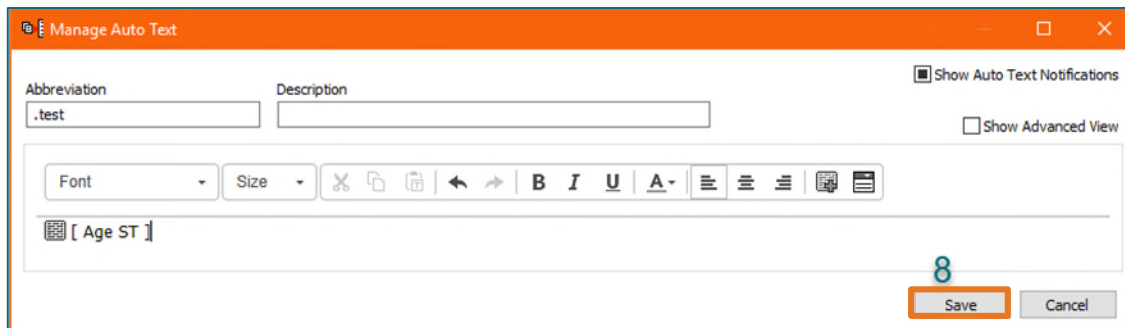 Manage Auto Text
Show Auto Text Notifications
Abbreviation Description
.test
Show Advanced View
Font Size B I U A
[ Age ST ]
8
Save Cancel